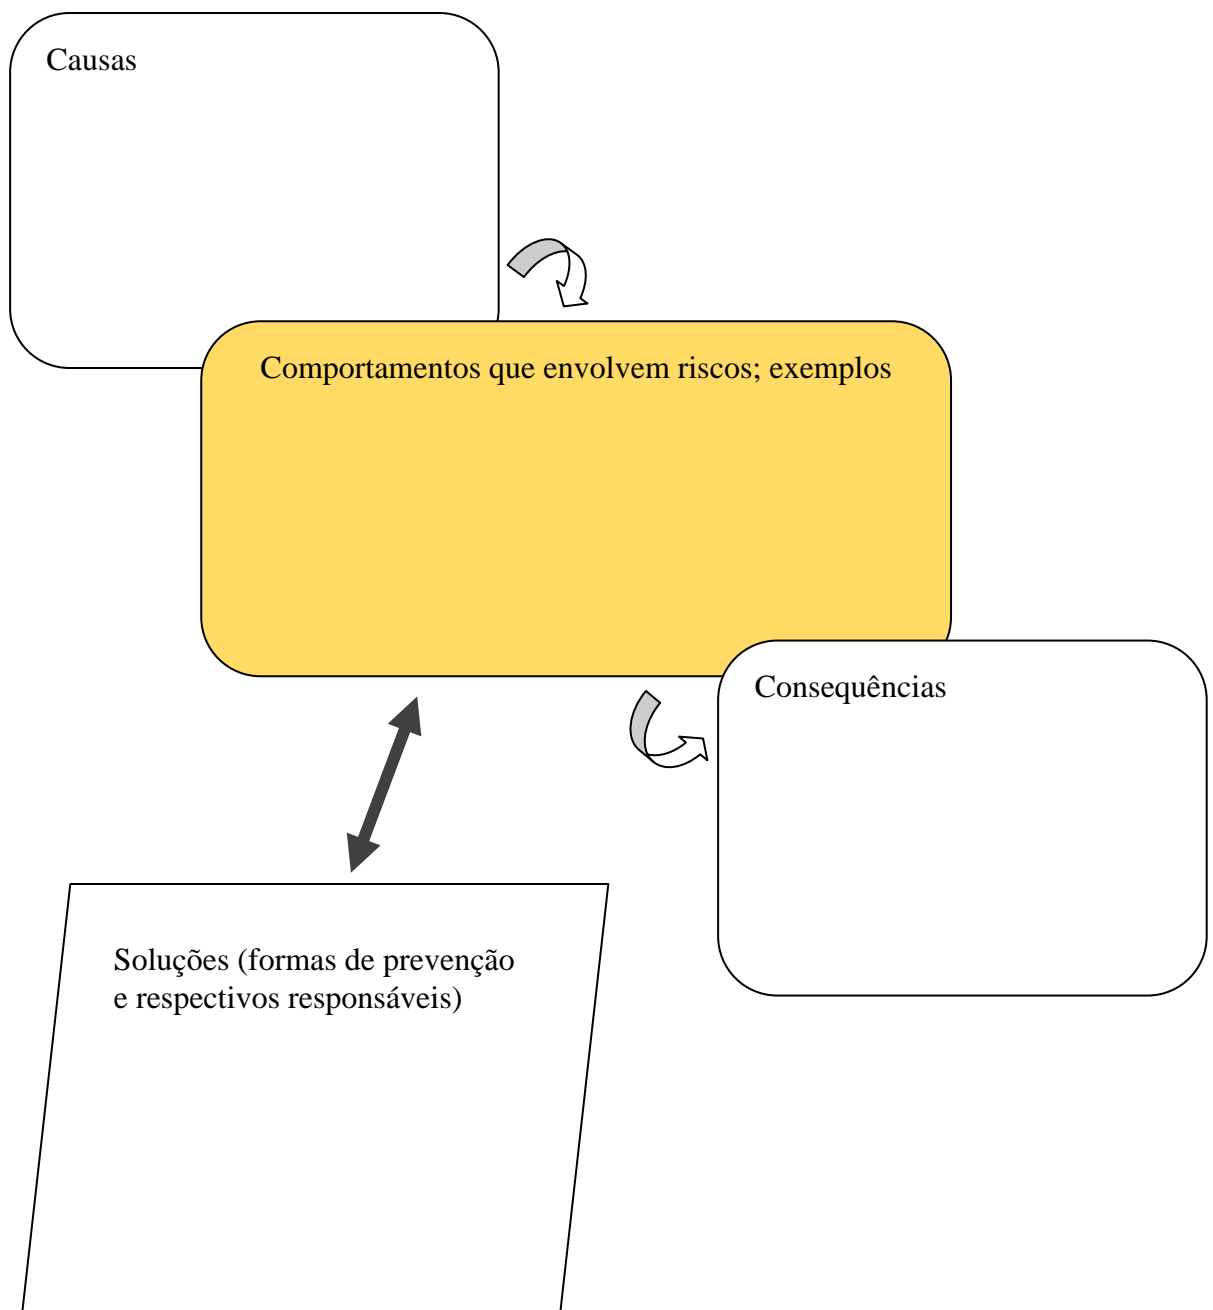 Causas
Comportamentos que envolvem riscos; exemplos
Consequências
Soluções (formas de prevenção
e respectivos responsáveis)